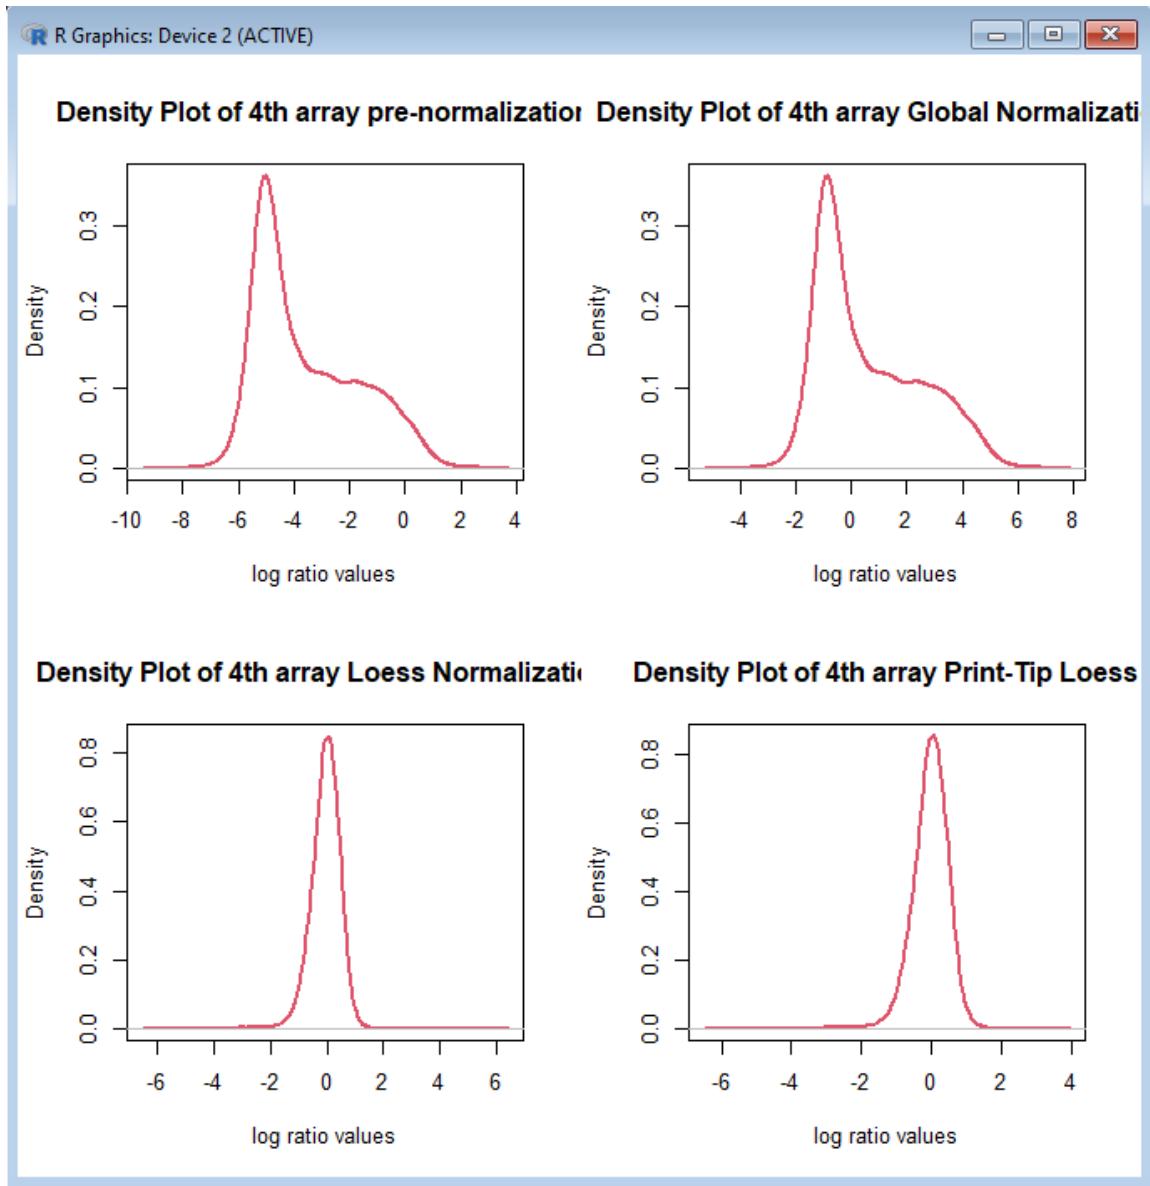 R Graphics: Device 2 (ACTIVE)
Density Plot of 4th array pre-normalization
Density
0.0 0.1 0.2 0.3
-10 -8 -6 -4 -2 0 2 4
log ratio values
Density Plot of 4th array Global Normalizati
Density
0.0 0.1 0.2 0.3
-4 -2 0 2 4 6 8
log ratio values
Density Plot of 4th array Loess Normalizati
Density
0.0 0.2 0.4 0.6 0.8
-6 -4 -2 0 2 4 6
log ratio values
Density Plot of 4th array Print-Tip Loess
Density
0.0 0.2 0.4 0.6 0.8
-6 -4 -2 0 2 4
log ratio values